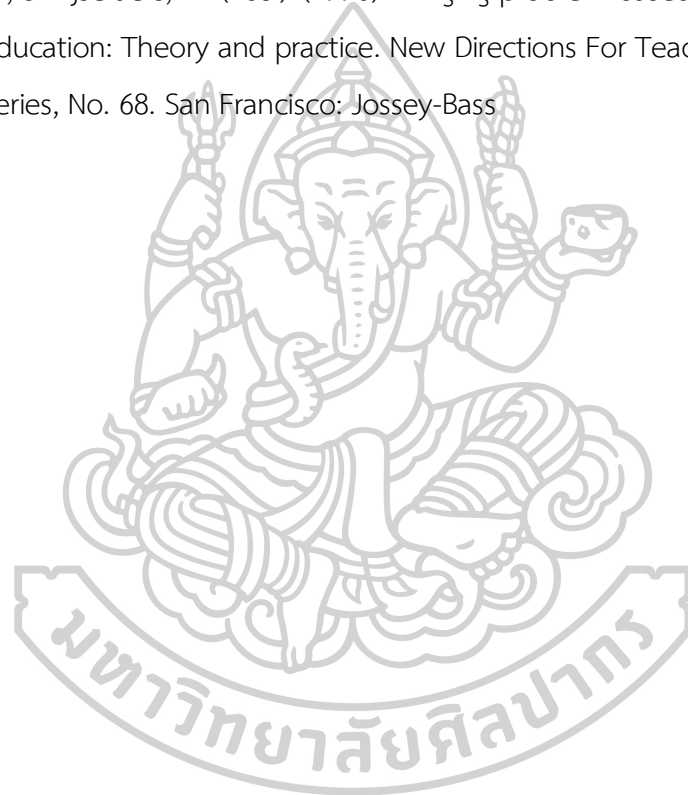 ducation: Theory and practice. New Directions For Teac
eries, No. 68. San Francisco: Jossey-Bass
มหาวิทยาลัยศิลปากร